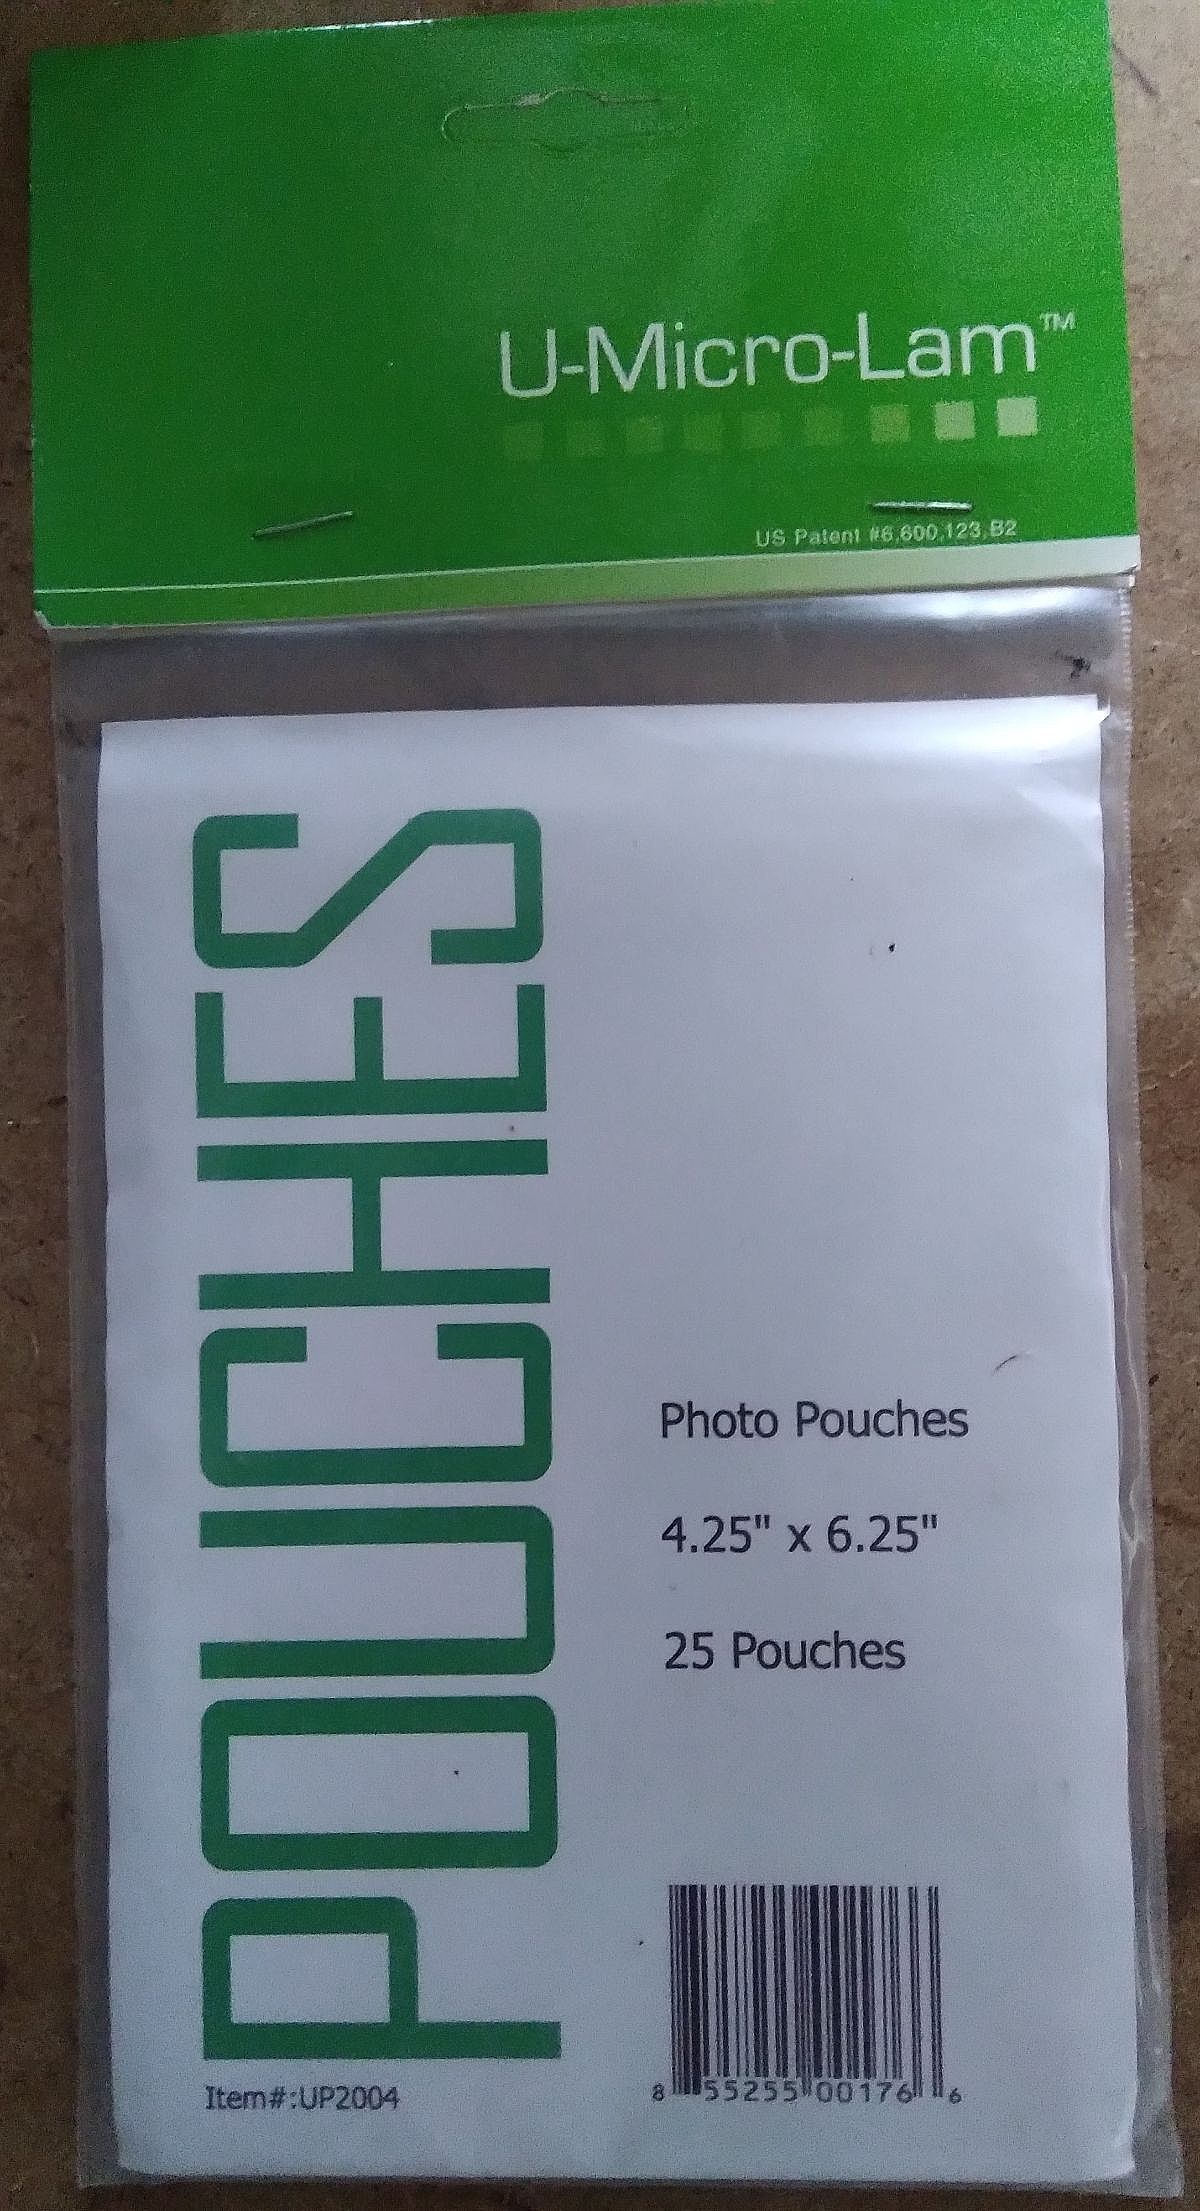 U-Micro-Lam™
US Patent #6,600,123,B2
POUCHES
Photo Pouches
4.25" x 6.25"
25 Pouches
Item#:UP2004
8 55255 00176 6